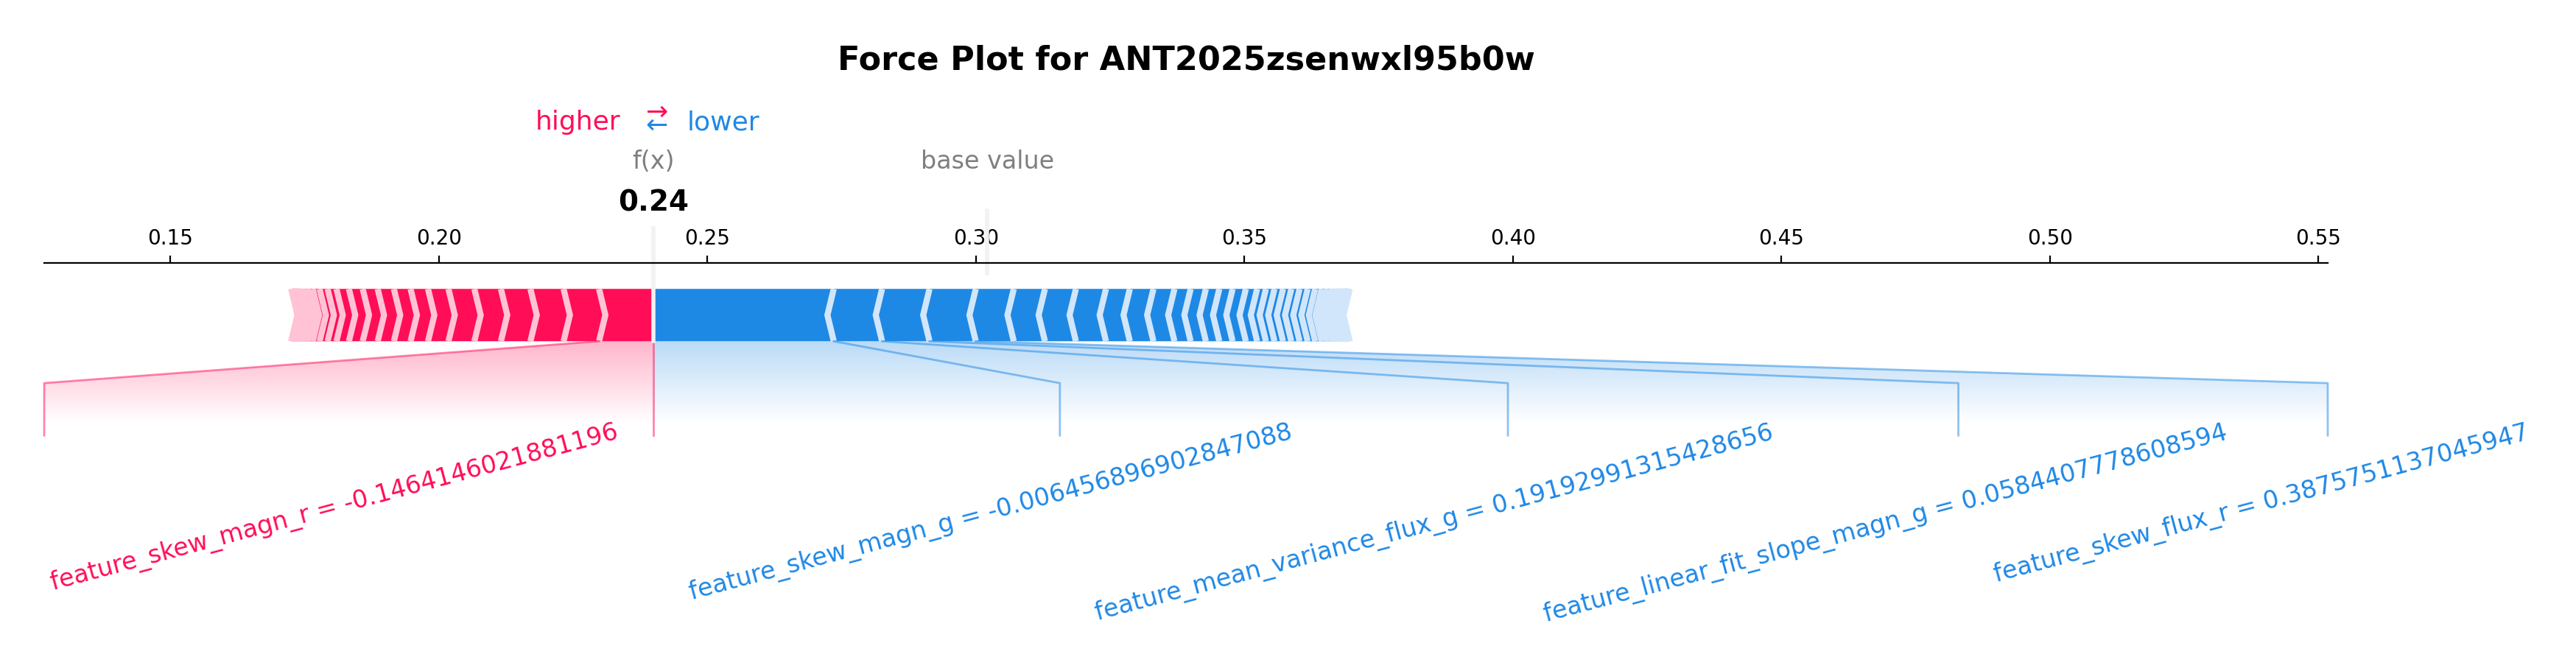 Force Plot for ANT2025zsenwxl95b0w
higher ⇄ lower
f(x) base value
0.24
0.15 0.20 0.25 0.30 0.35 0.40 0.45 0.50 0.55
feature_skew_magn_r = -0.1464146021881196
feature_skew_magn_g = -0.006456896902847088
feature_mean_variance_flux_g = 0.19192991315428656
feature_linear_fit_slope_magn_g = 0.0584407778608594
feature_skew_flux_r = 0.3875751137045947